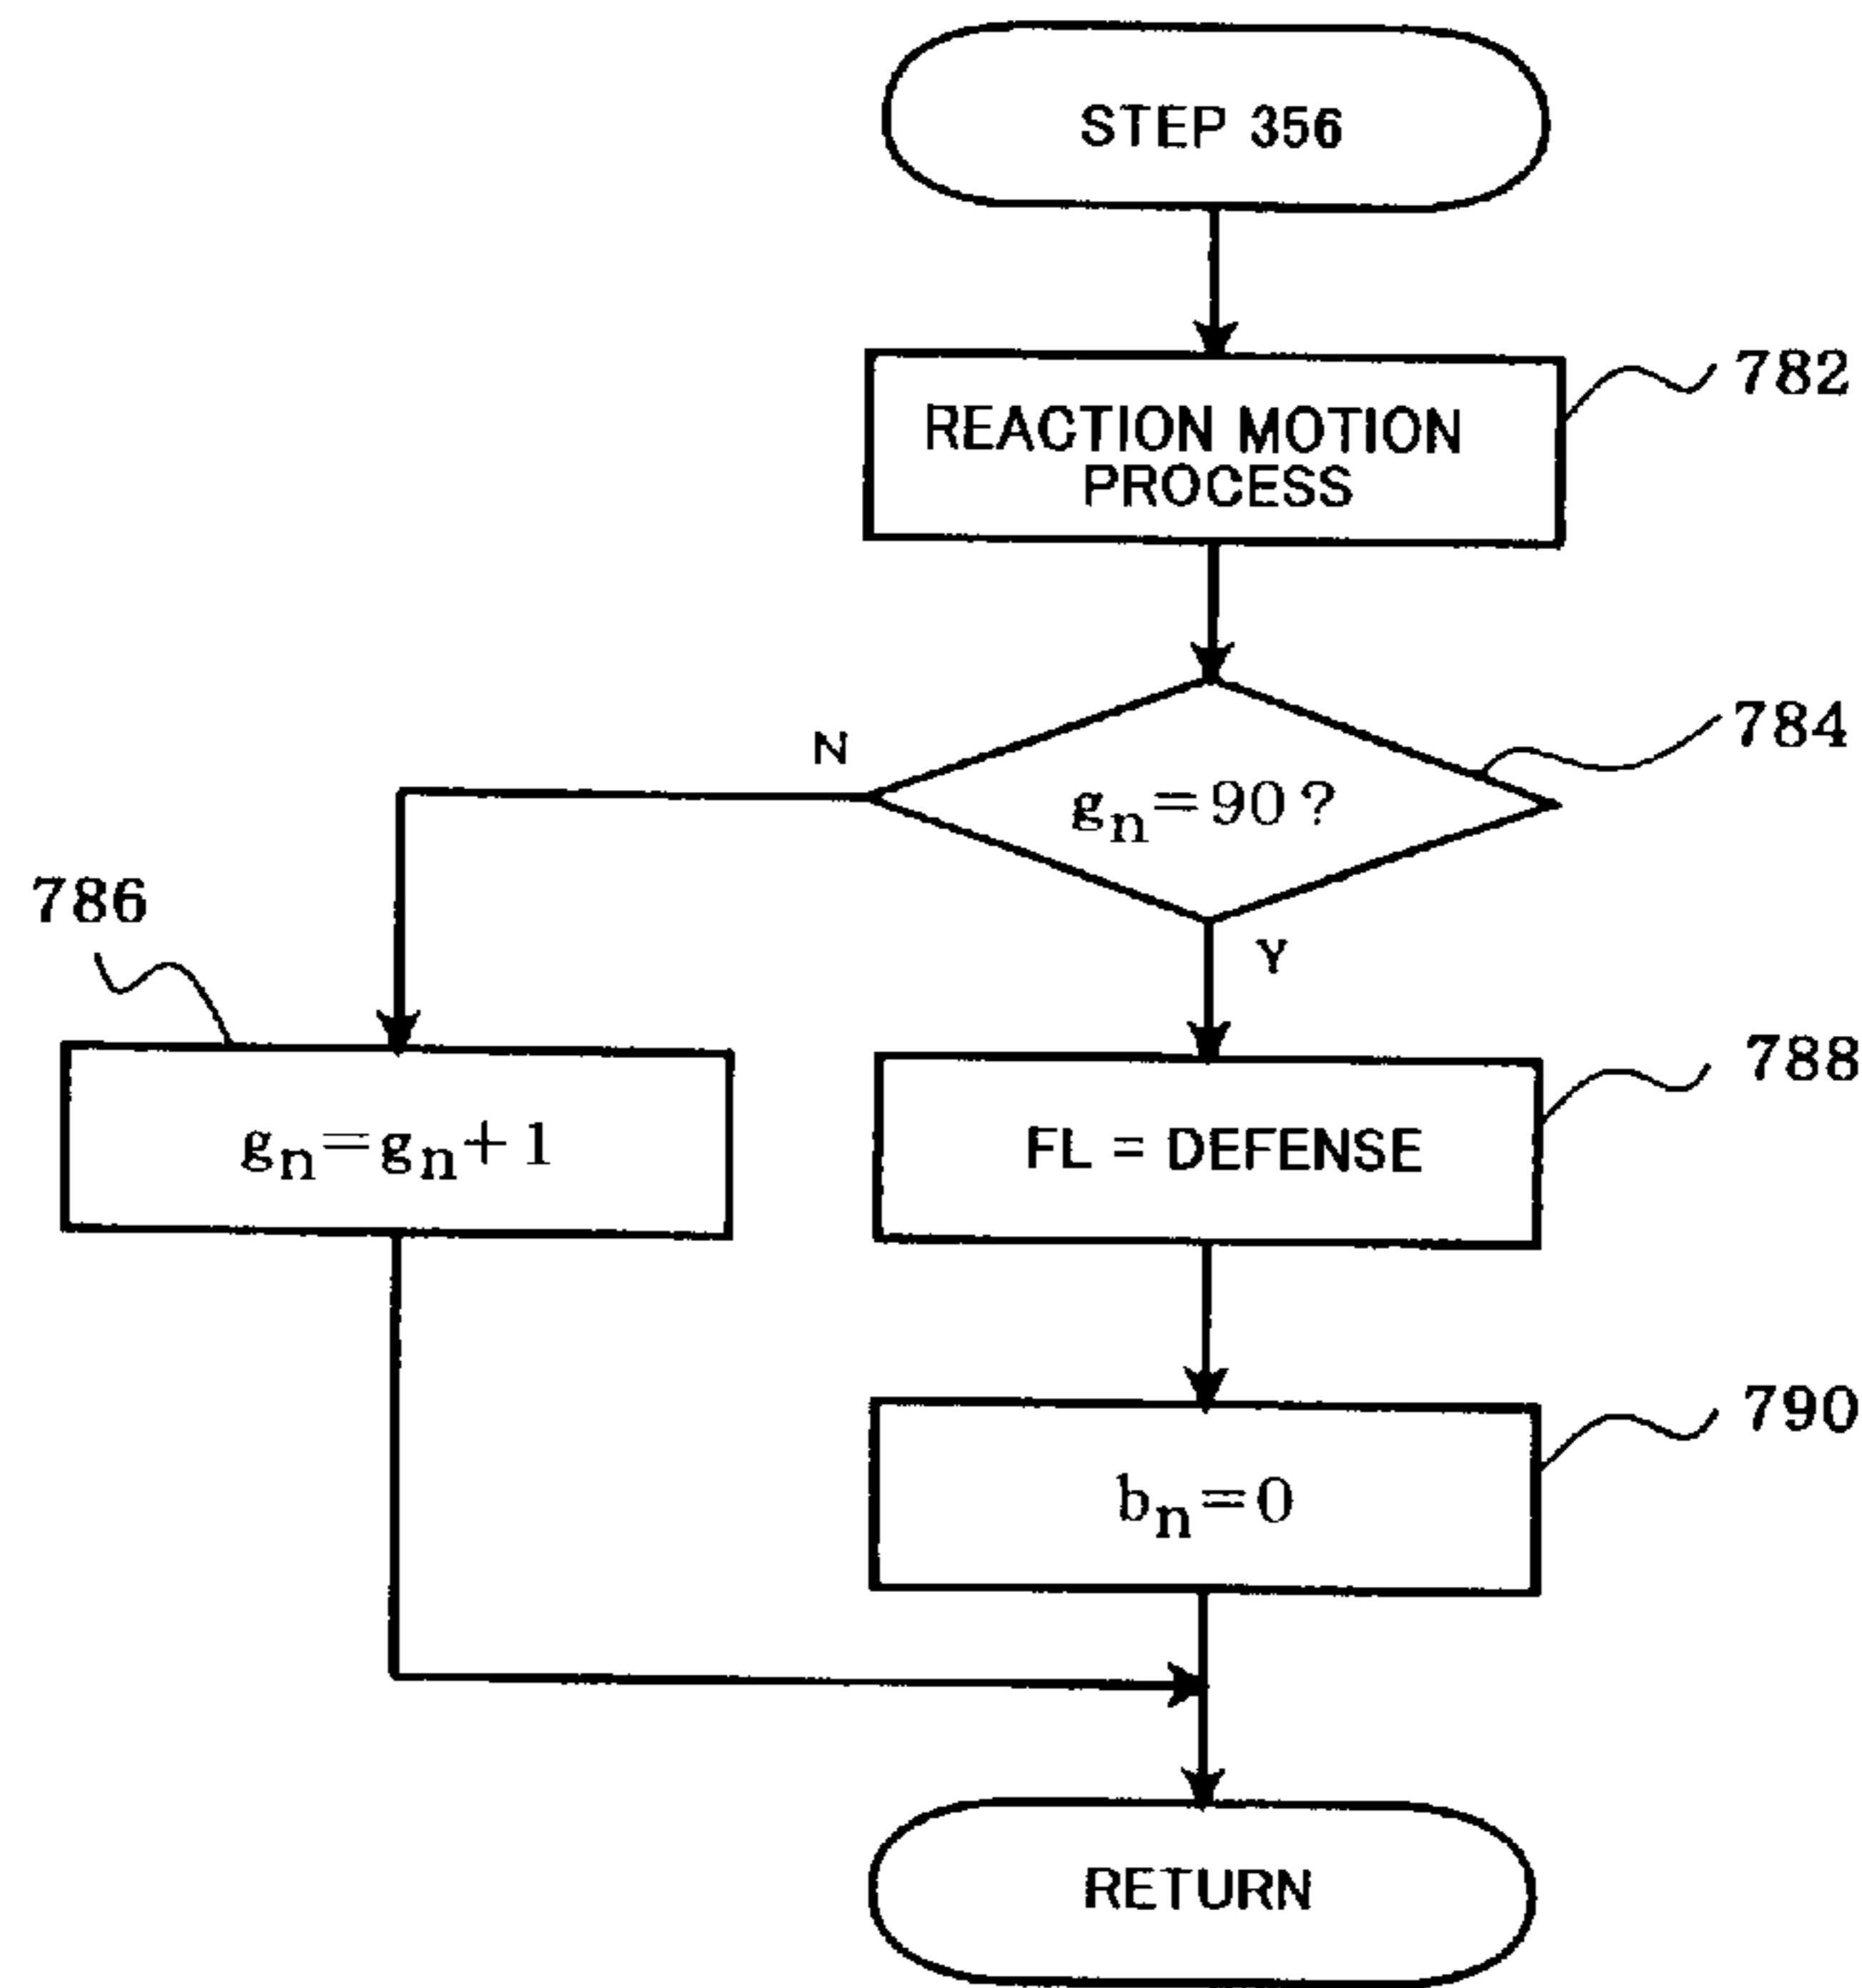 STEP 356
782
REACTION MOTION
PROCESS
784
N
gn=90?
786
Y
788
gn=gn+1
FL = DEFENSE
790
bn=0
RETURN